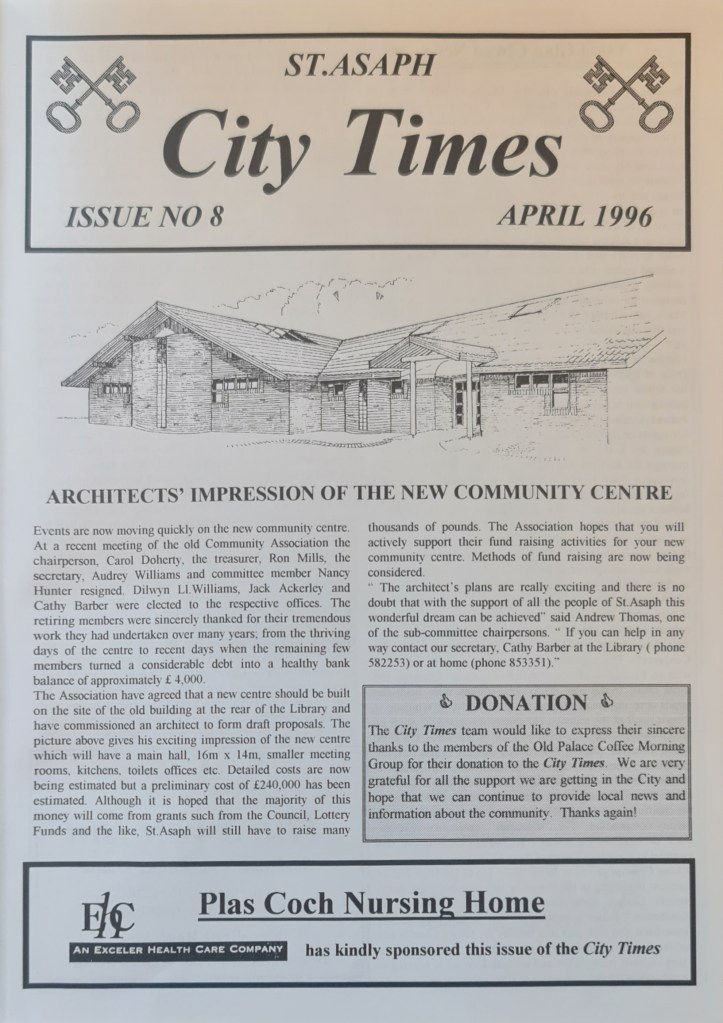 ST.ASAPH
City Times
ISSUE NO 8
APRIL 1996
ARCHITECTS' IMPRESSION OF THE NEW COMMUNITY CENTRE
Events are now moving quickly on the new community centre.
At a recent meeting of the old Community Association the
chairperson, Carol Doherty, the treasurer, Ron Mills, the
secretary, Audrey Williams and committee member Nancy
Hunter resigned. Dilwyn Ll.Williams, Jack Ackerley and
Cathy Barber were elected to the respective offices. The
retiring members were sincerely thanked for their tremendous
work they had undertaken over many years; from the thriving
days of the centre to recent days when the remaining few
members turned a considerable debt into a healthy bank
balance of approximately £ 4,000.
The Association have agreed that a new centre should be built
on the site of the old building at the rear of the Library and
have commissioned an architect to form draft proposals. The
picture above gives his exciting impression of the new centre
which will have a main hall, 16m x 14m, smaller meeting
rooms, kitchens, toilets offices etc. Detailed costs are now
being estimated but a preliminary cost of £240,000 has been
estimated. Although it is hoped that the majority of this
money will come from grants such from the Council, Lottery
Funds and the like, St.Asaph will still have to raise many
thousands of pounds. The Association hopes that you will
actively support their fund raising activities for your new
community centre. Methods of fund raising are now being
considered.
" The architect's plans are really exciting and there is no
doubt that with the support of all the people of St.Asaph this
wonderful dream can be achieved" said Andrew Thomas, one
of the sub-committee chairpersons. " If you can help in any
way contact our secretary, Cathy Barber at the Library ( phone
582253) or at home (phone 853351)."
DONATION
The City Times team would like to express their sincere
thanks to the members of the Old Palace Coffee Morning
Group for their donation to the City Times. We are very
grateful for all the support we are getting in the City and
hope that we can continue to provide local news and
information about the community. Thanks again!
EhC
AN EXCELER HEALTH CARE COMPANY
Plas Coch Nursing Home
has kindly sponsored this issue of the City Times